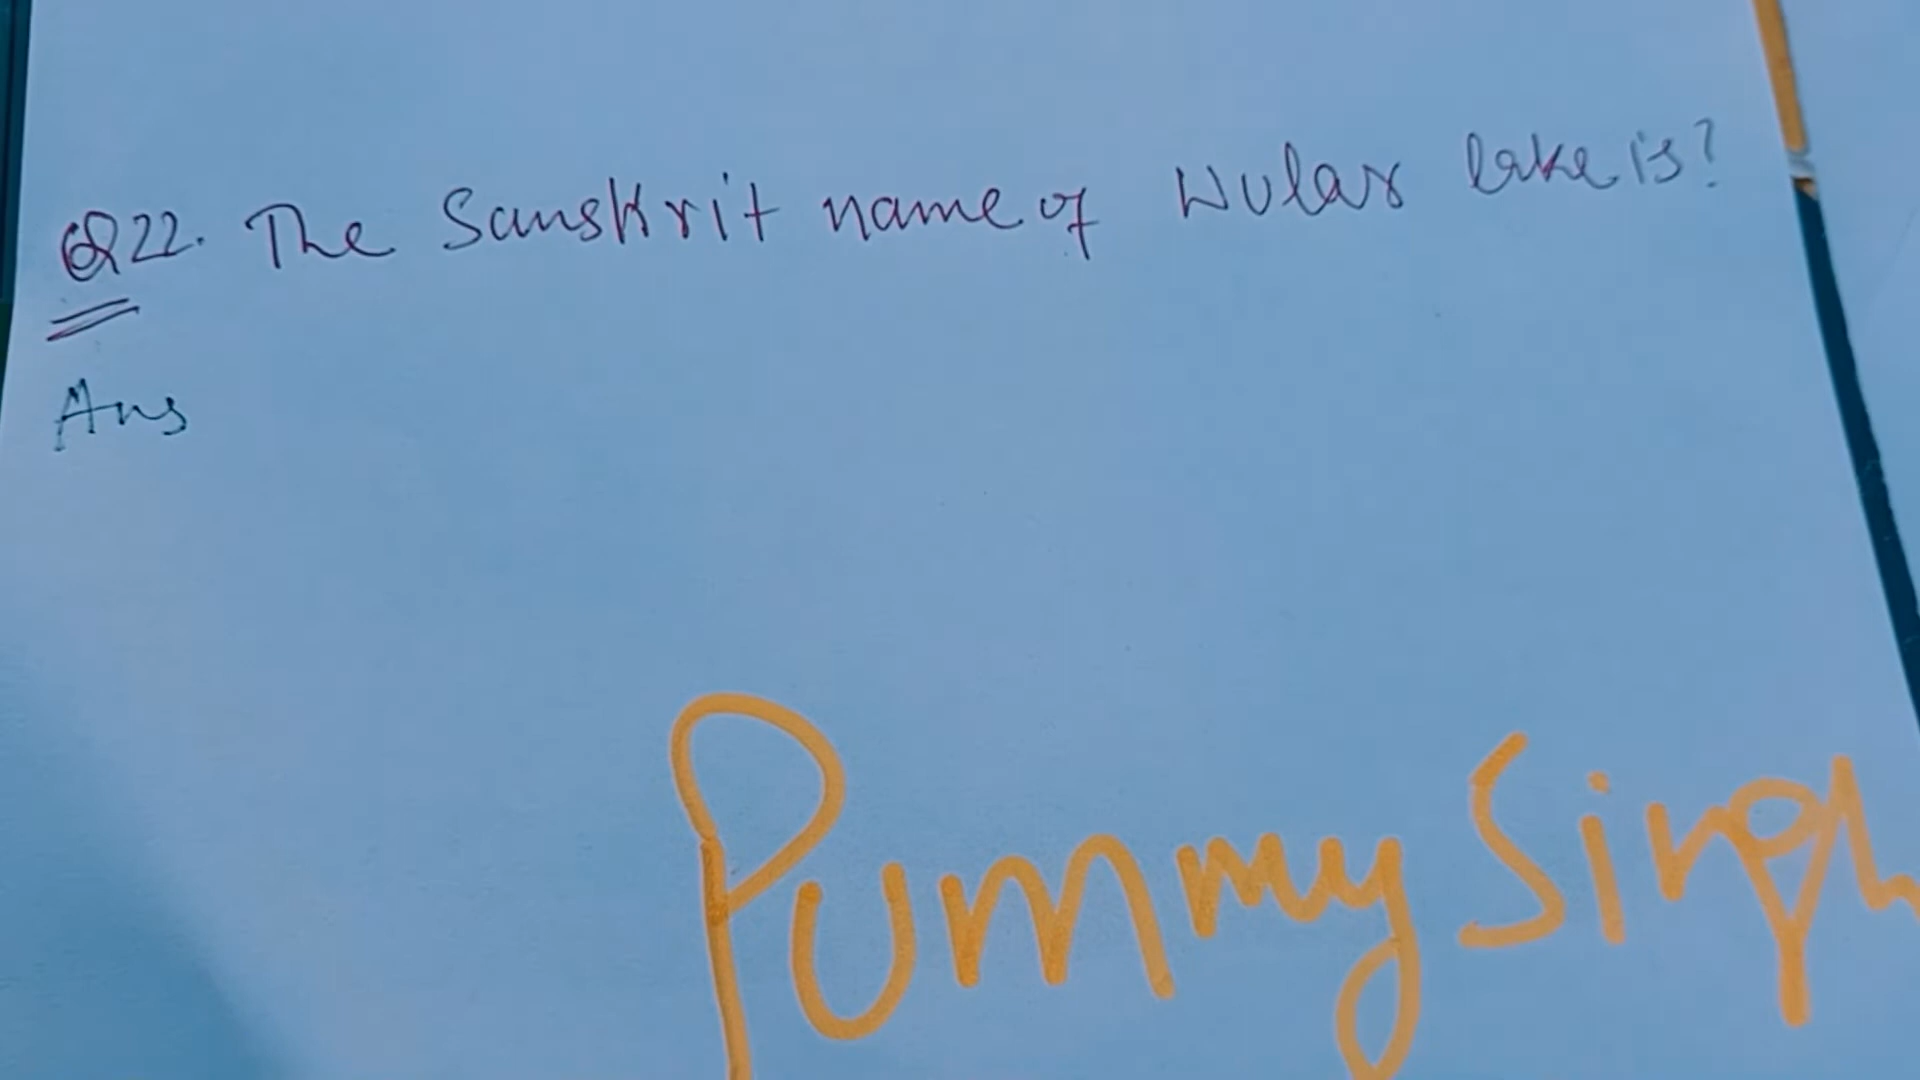 Q22. The Sanskrit name of Wular lake is?
Ans
Pummy Singh